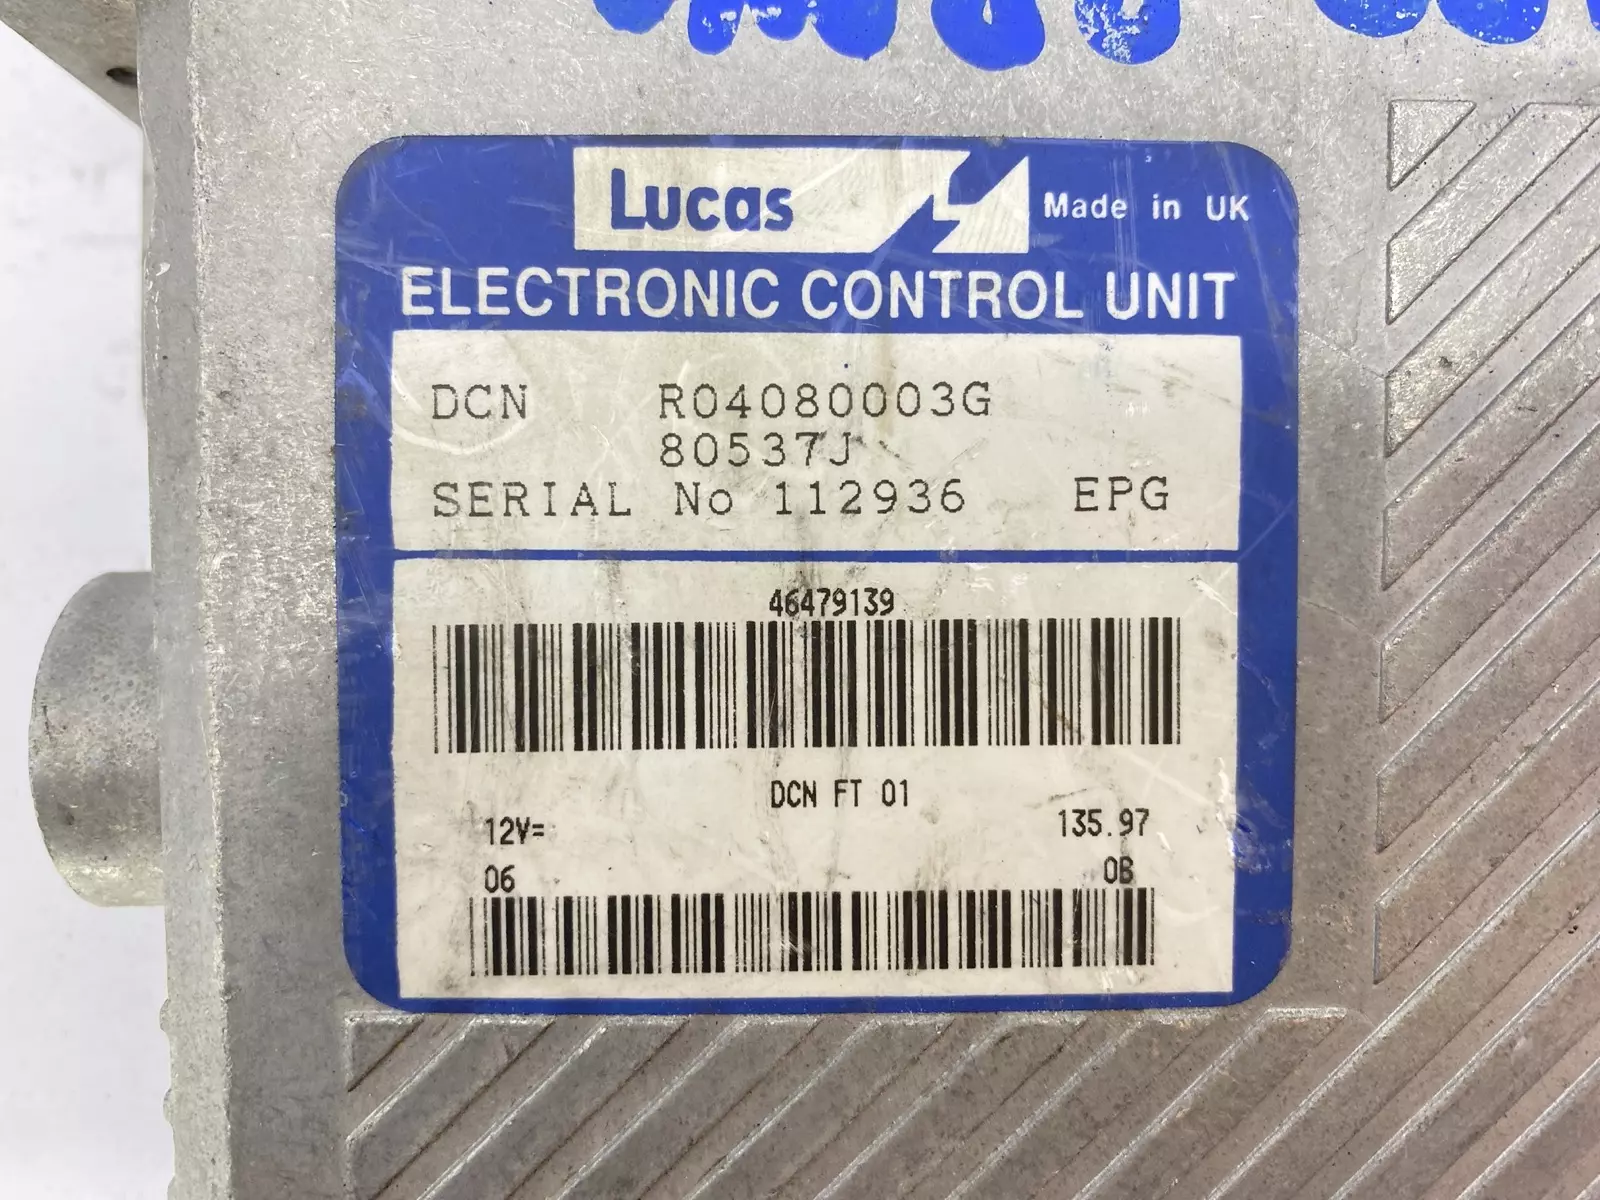 Lucas Made in UK
ELECTRONIC CONTROL UNIT
DCN R04080003G
80537J
SERIAL No 112936 EPG
46479139
DCN FT 01
12V= 135.97
06 0B